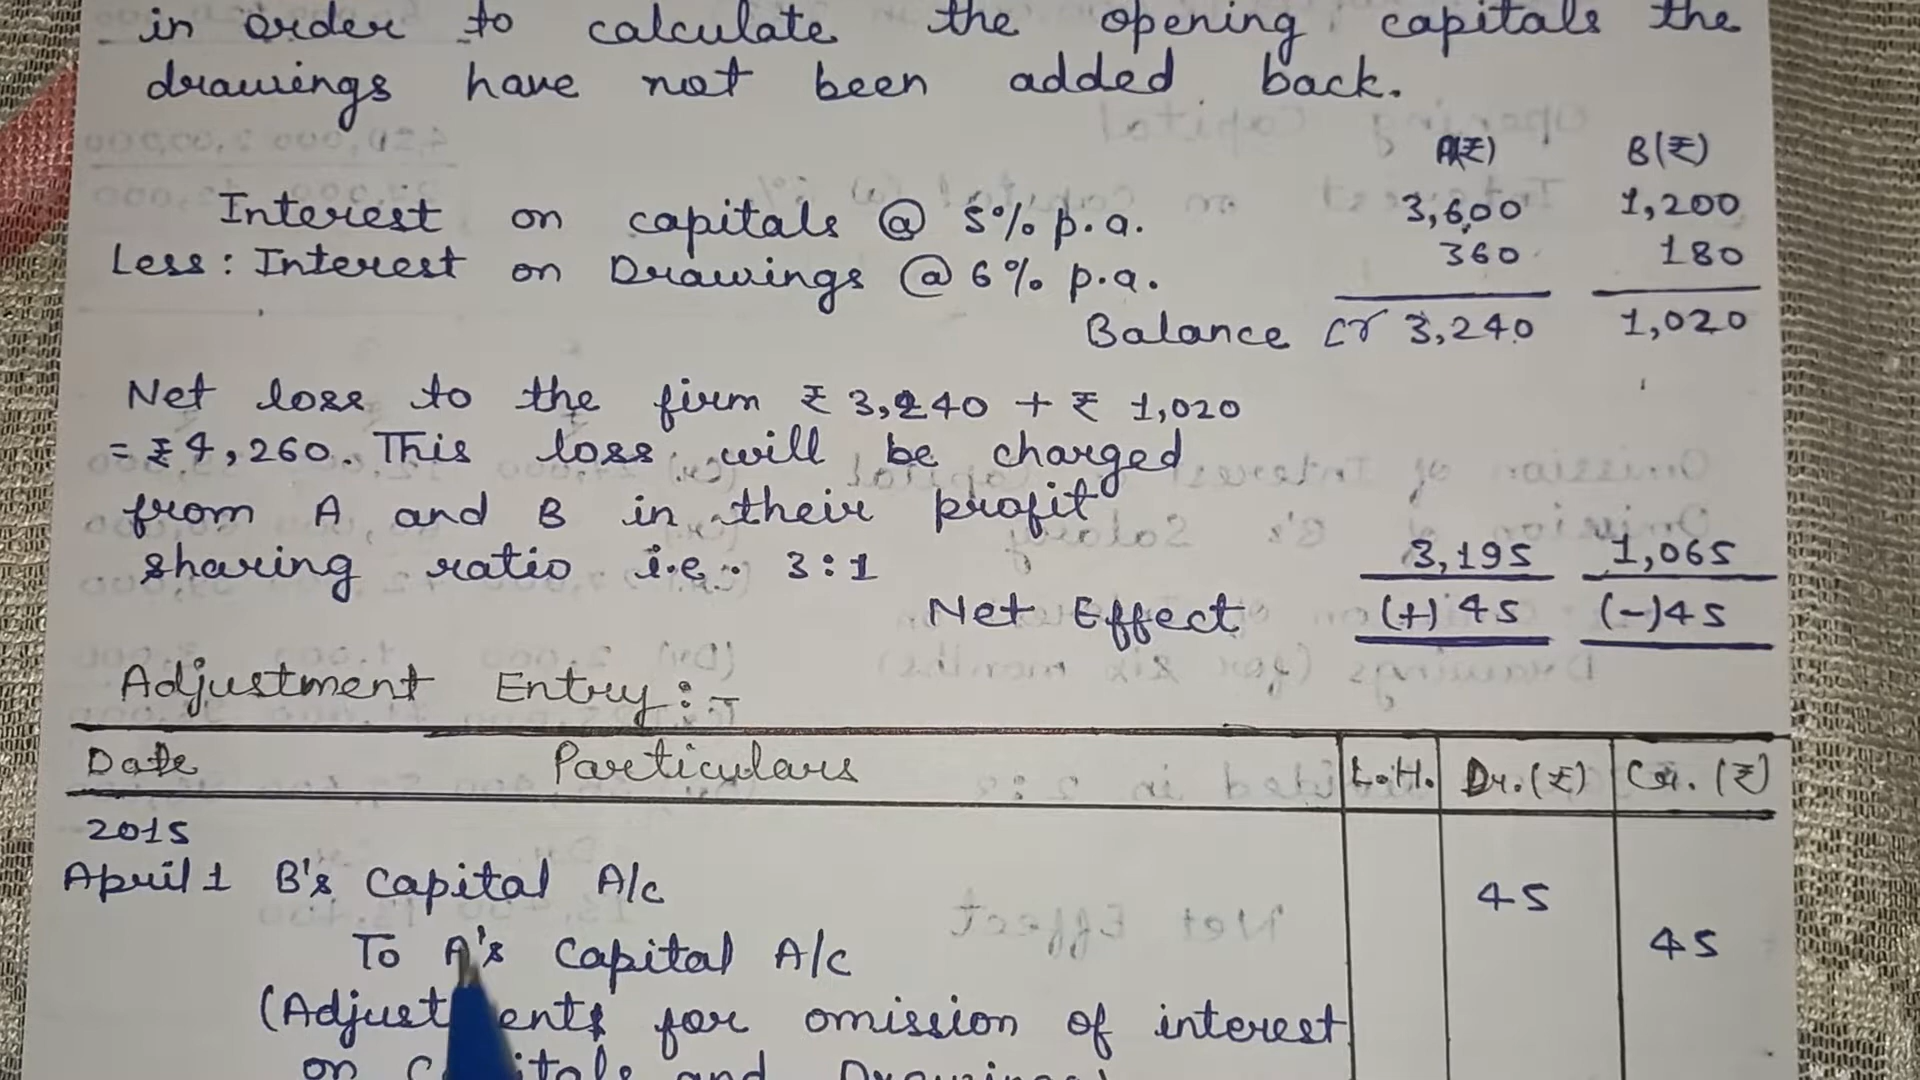 in order to calculate the opening capitals the
drawings have not been added back.
A(₹) B(₹)
Interest on capitals @ 5% p.a. 3,600 1,200
Less: Interest on Drawings @ 6% p.a. 360 180
Balance Cr 3,240 1,020
Net loss to the firm ₹ 3,240 + ₹ 1,020
= ₹ 4,260. This loss will be charged
from A and B in their profit
sharing ratio i.e. 3:1 3,195 1,065
Net Effect (+) 45 (-) 45
Adjustment Entry:-
Date Particulars L.H. Dr.(₹) Cr.(₹)
2015
April 1 B's Capital A/c 45
To A's Capital A/c 45
for omission of interest
on and